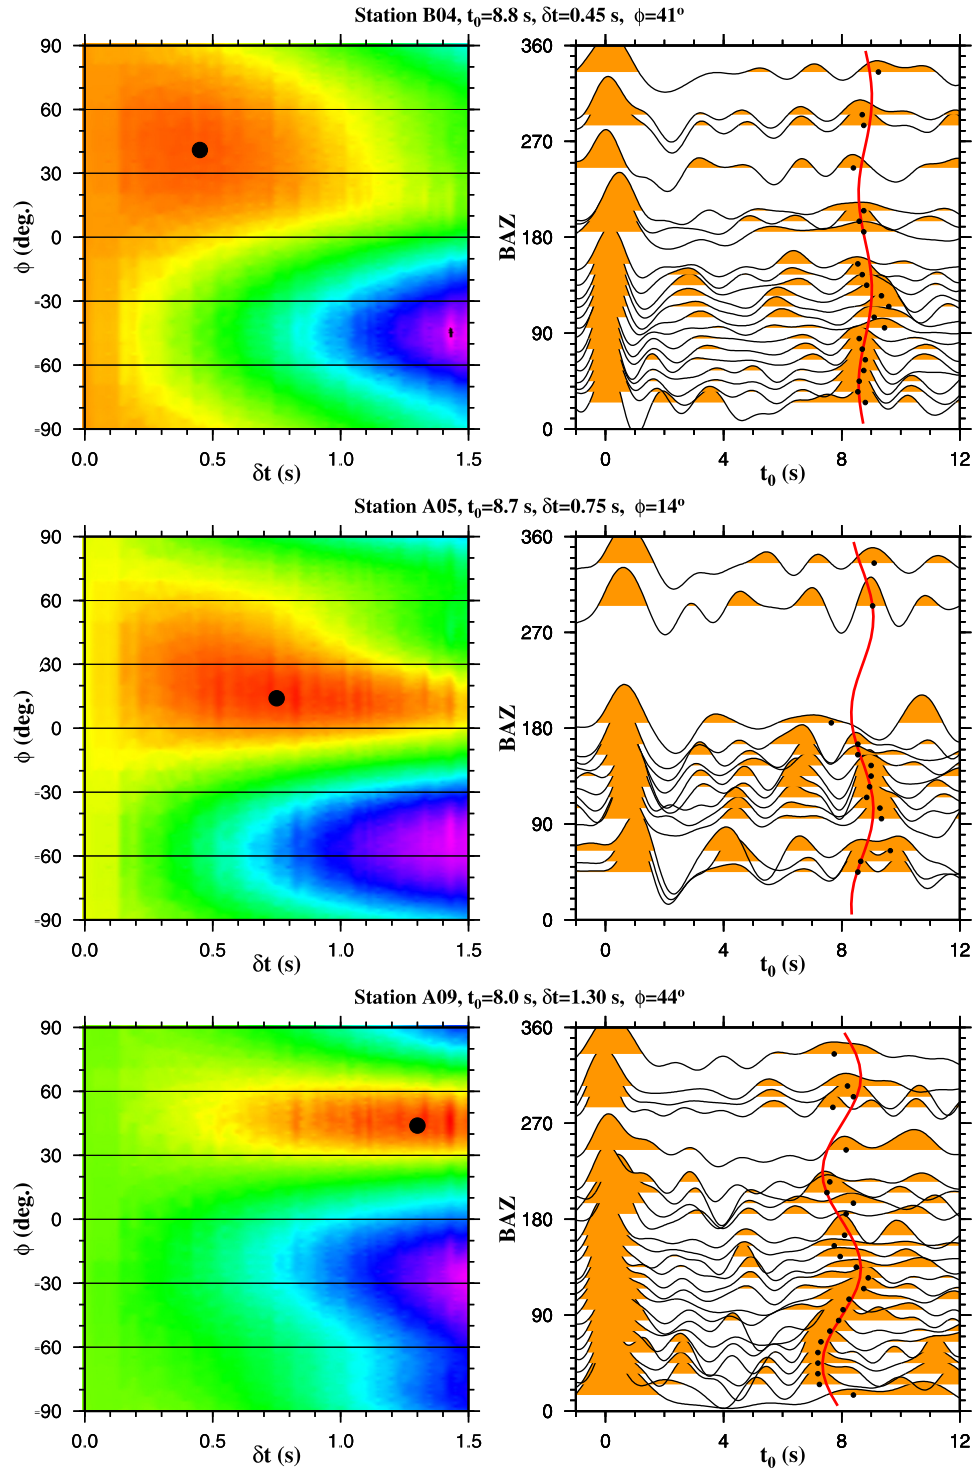 Station B04, t0=8.8 s, δt=0.45 s, ϕ=41º
90
60
30
0
-30
-60
-90
ϕ (deg.)
0.0 0.5 1.0 1.5
δt (s)
360
270
180
90
0
BAZ
0 4 8 12
t0 (s)
Station A05, t0=8.7 s, δt=0.75 s, ϕ=14º
90
60
30
0
-30
-60
-90
ϕ (deg.)
0.0 0.5 1.0 1.5
δt (s)
360
270
180
90
0
BAZ
0 4 8 12
t0 (s)
Station A09, t0=8.0 s, δt=1.30 s, ϕ=44º
90
60
30
0
-30
-60
-90
ϕ (deg.)
0.0 0.5 1.0 1.5
δt (s)
360
270
180
90
0
BAZ
0 4 8 12
t0 (s)